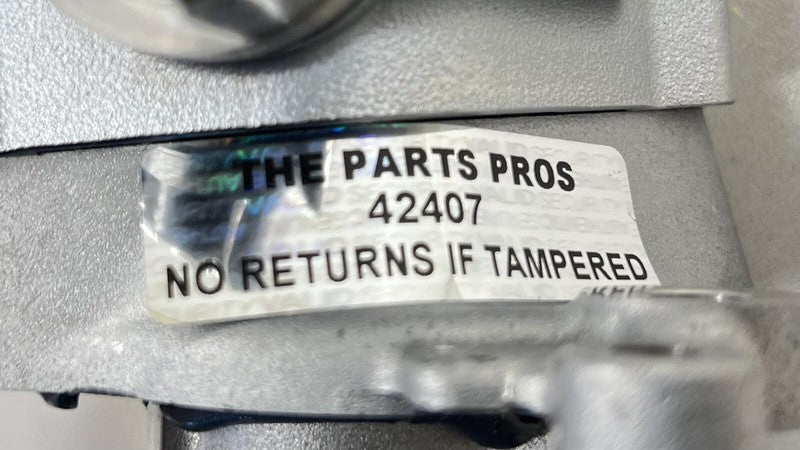 THE PARTS PROS
42407
NO RETURNS IF TAMPERED